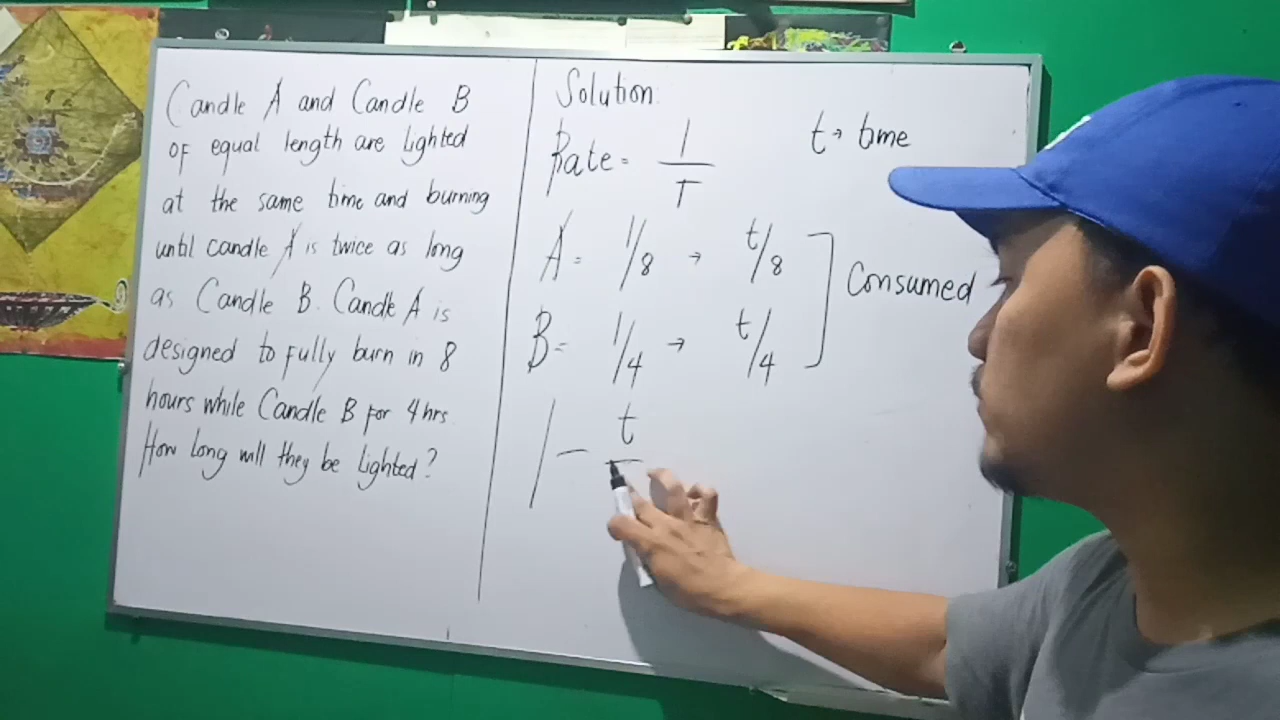 Candle A and Candle B
of equal length are lighted
at the same time and burning
until candle A is twice as long
as Candle B. Candle A is
designed to fully burn in 8
hours while Candle B for 4hrs.
How long will they be lighted?
Solution:
Rate = 1/T
t → time
A = 1/8 → t/8
B = 1/4 → t/4
Consumed
1 - t